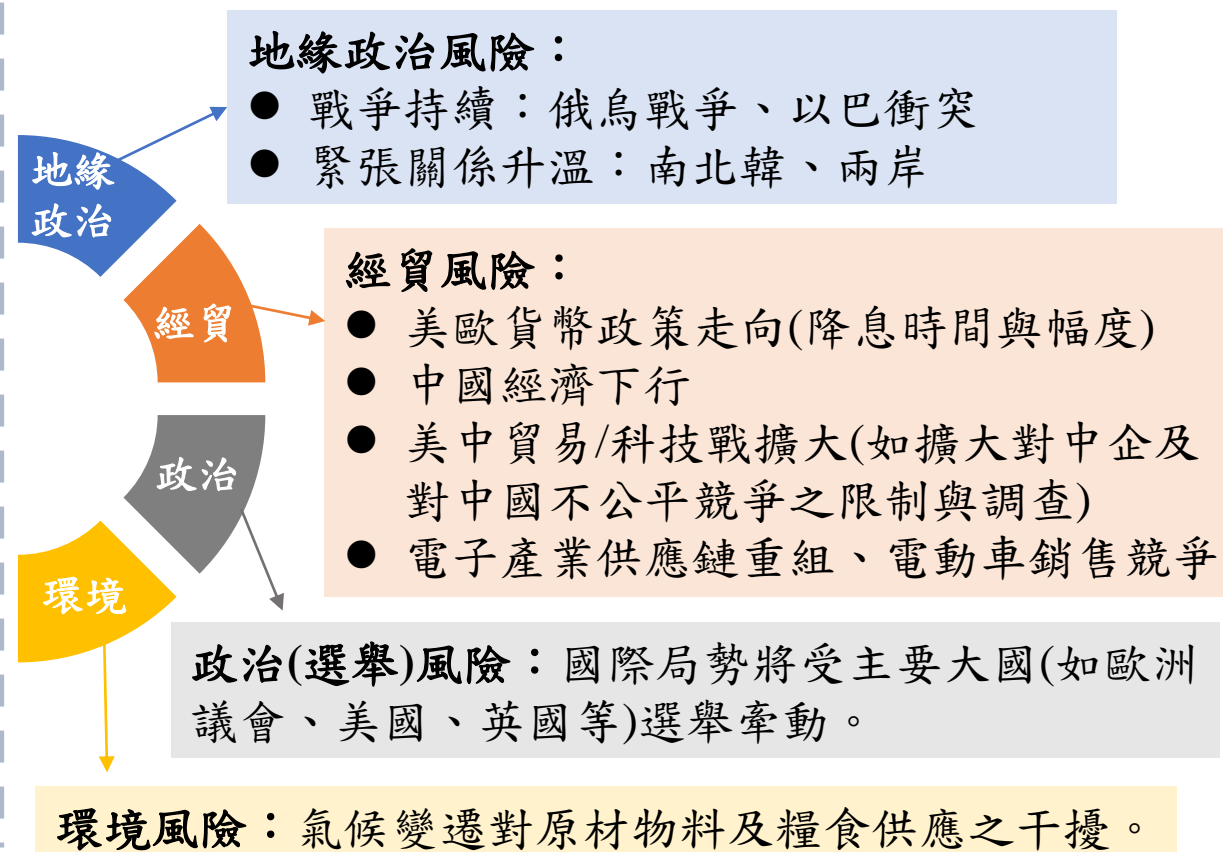 地緣政治風險：
● 戰爭持續：俄烏戰爭、以巴衝突
● 緊張關係升溫：南北韓、兩岸
地緣
政治
經貿風險：
● 美歐貨幣政策走向(降息時間與幅度)
● 中國經濟下行
● 美中貿易/科技戰擴大(如擴大對中企及
對中國不公平競爭之限制與調查)
● 電子產業供應鏈重組、電動車銷售競爭
經貿
政治
政治(選舉)風險：國際局勢將受主要大國(如歐洲
議會、美國、英國等)選舉牽動。
環境
環境風險：氣候變遷對原材物料及糧食供應之干擾。